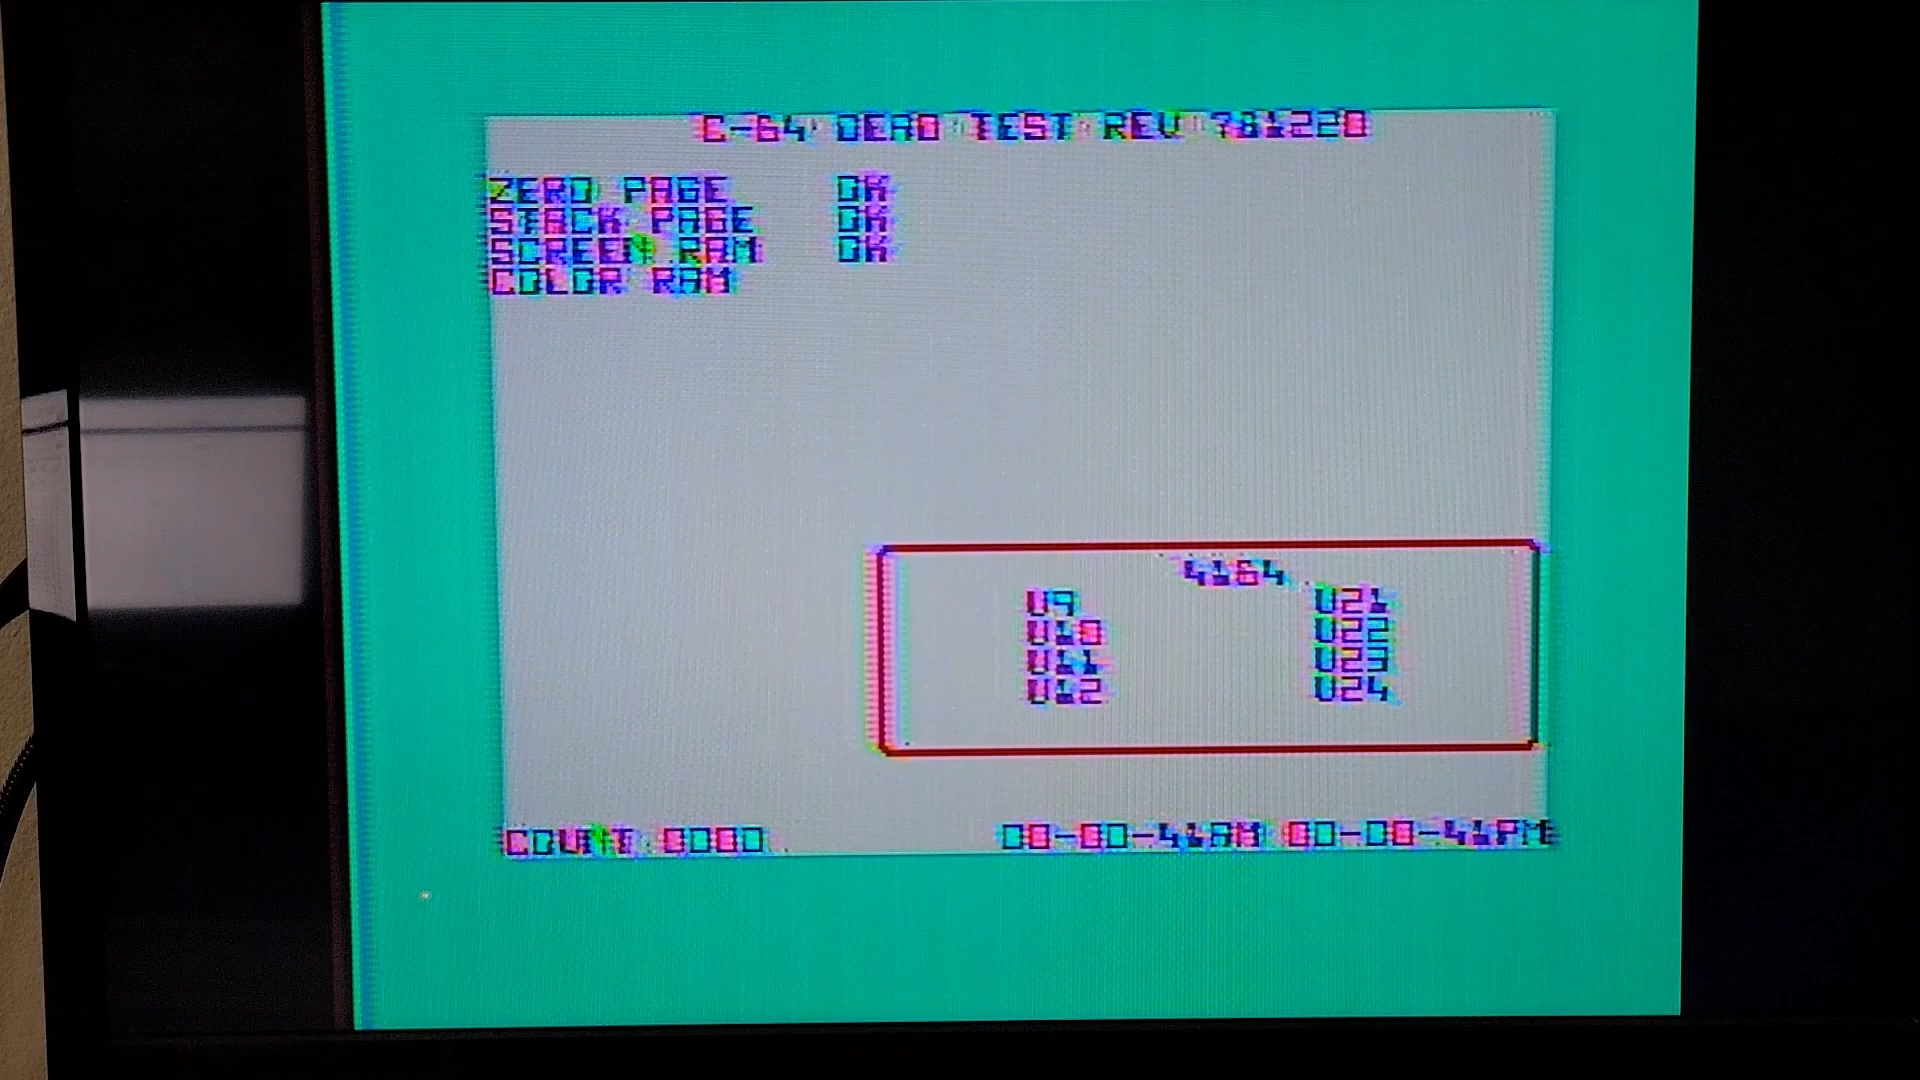 C-64 DEAD TEST REV 781220
ZERO PAGE OK
STACK PAGE OK
SCREEN RAM OK
COLOR RAM
4164
U9 U21
U10 U22
U11 U23
U12 U24
COUNT 0000 00-00-41AM 00-00-41PM